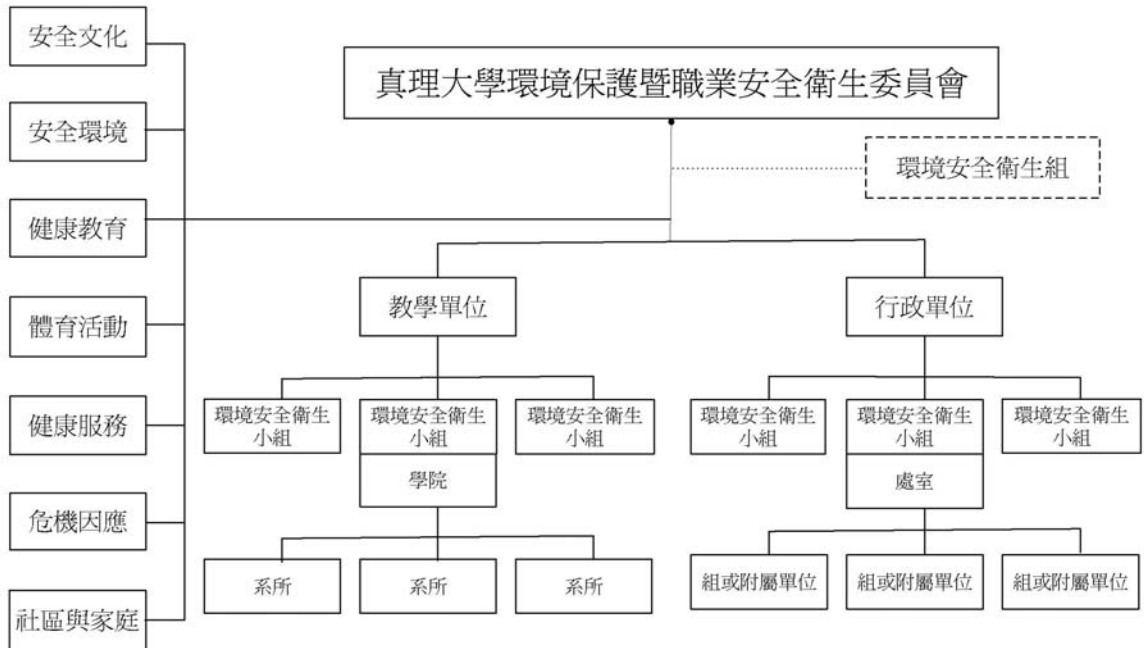 安全文化
安全環境
健康教育
體育活動
健康服務
危機因應
社區與家庭
真理大學環境保護暨職業安全衛生委員會
環境安全衛生組
教學單位
行政單位
環境安全衛生
小組
環境安全衛生
小組
環境安全衛生
小組
學院
系所
系所
系所
環境安全衛生
小組
環境安全衛生
小組
環境安全衛生
小組
處室
組或附屬單位
組或附屬單位
組或附屬單位